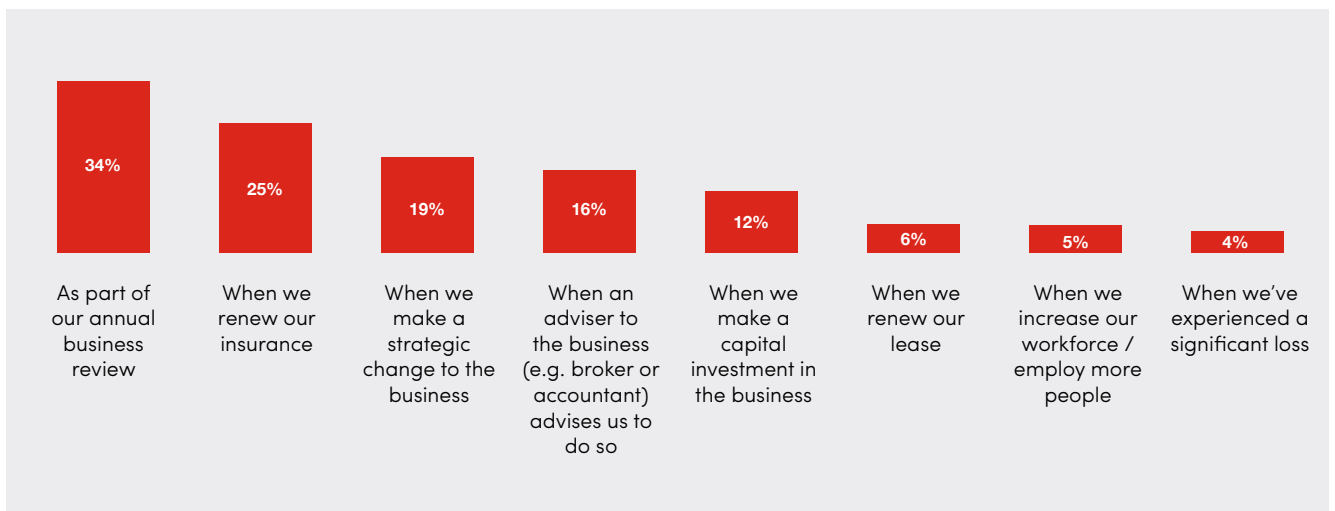 34%
25%
19%
16%
12%
6%
5%
4%
As part of
our annual
business
review
When we
renew our
insurance
When we
make a
strategic
change to the
business
When an
adviser to
the business
(e.g. broker or
accountant)
advises us to
do so
When we
make a
capital
investment in
the business
When we
renew our
lease
When we
increase our
workforce /
employ more
people
When we’ve
experienced a
significant loss